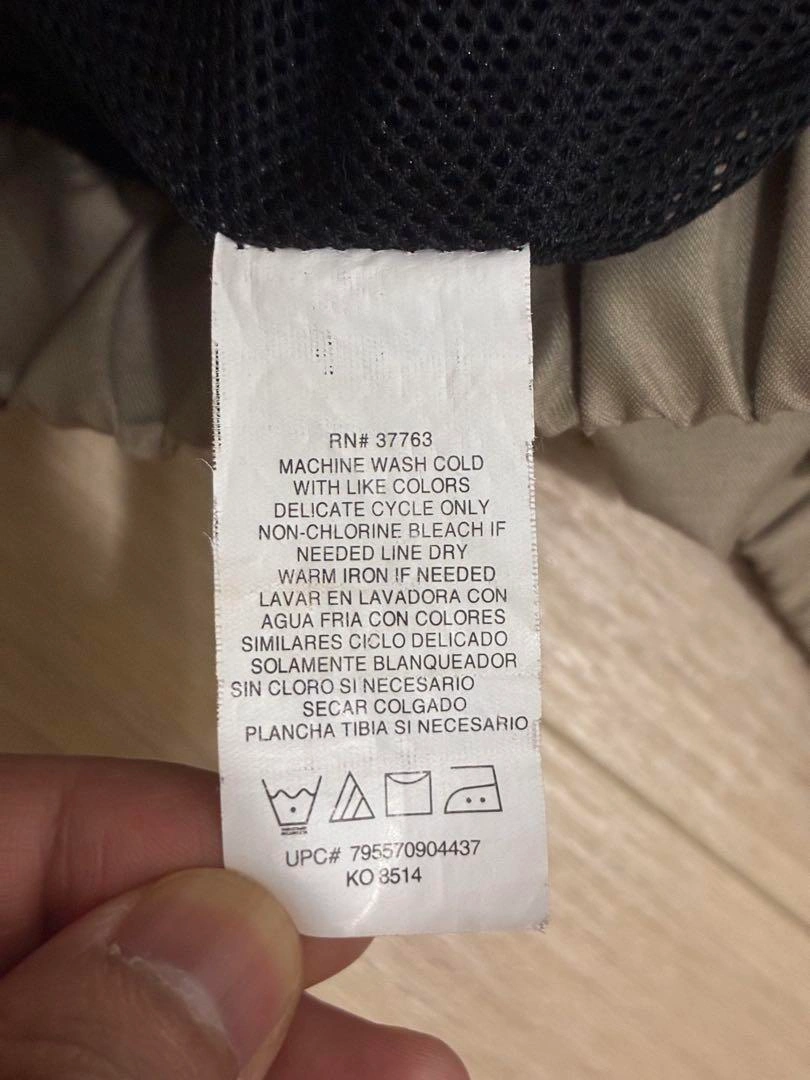 RN# 37763
MACHINE WASH COLD
WITH LIKE COLORS
DELICATE CYCLE ONLY
NON-CHLORINE BLEACH IF
NEEDED LINE DRY
WARM IRON IF NEEDED
LAVAR EN LAVADORA CON
AGUA FRIA CON COLORES
SIMILARES CICLO DELICADO
SOLAMENTE BLANQUEADOR
SIN CLORO SI NECESARIO
SECAR COLGADO
PLANCHA TIBIA SI NECESARIO
UPC# 795570904437
KO 3514